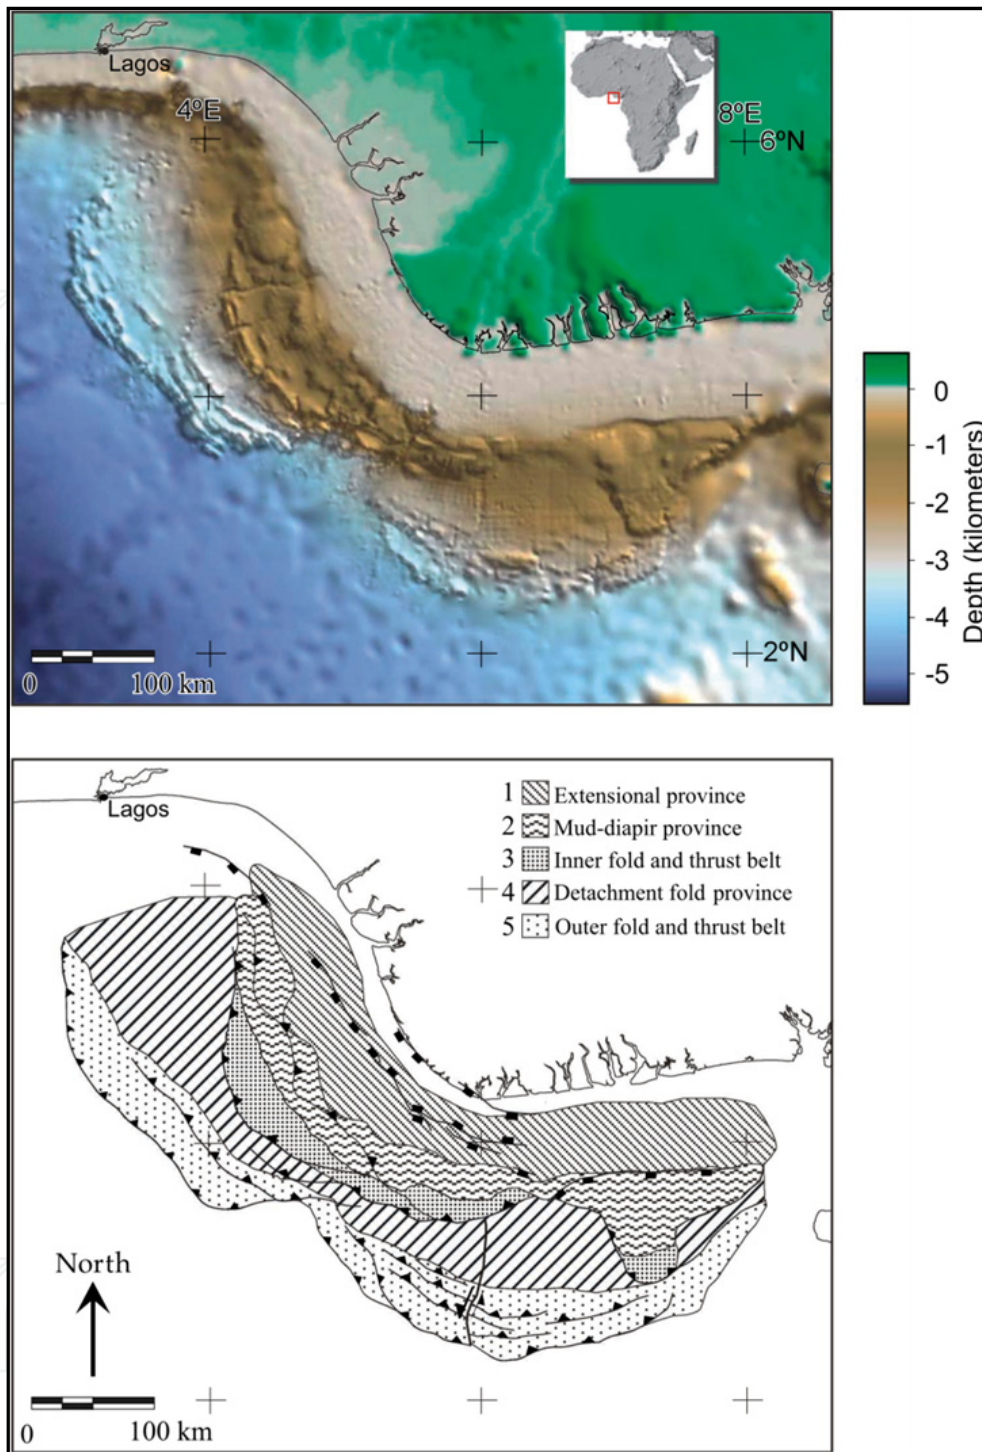 Lagos
4ºE
8ºE
6ºN
2ºN
0
100 km
0
-1
-2
-3
-4
-5
Depth (kilometers)
Lagos
1 Extensional province
2 Mud-diapir province
3 Inner fold and thrust belt
4 Detachment fold province
5 Outer fold and thrust belt
North
0
100 km